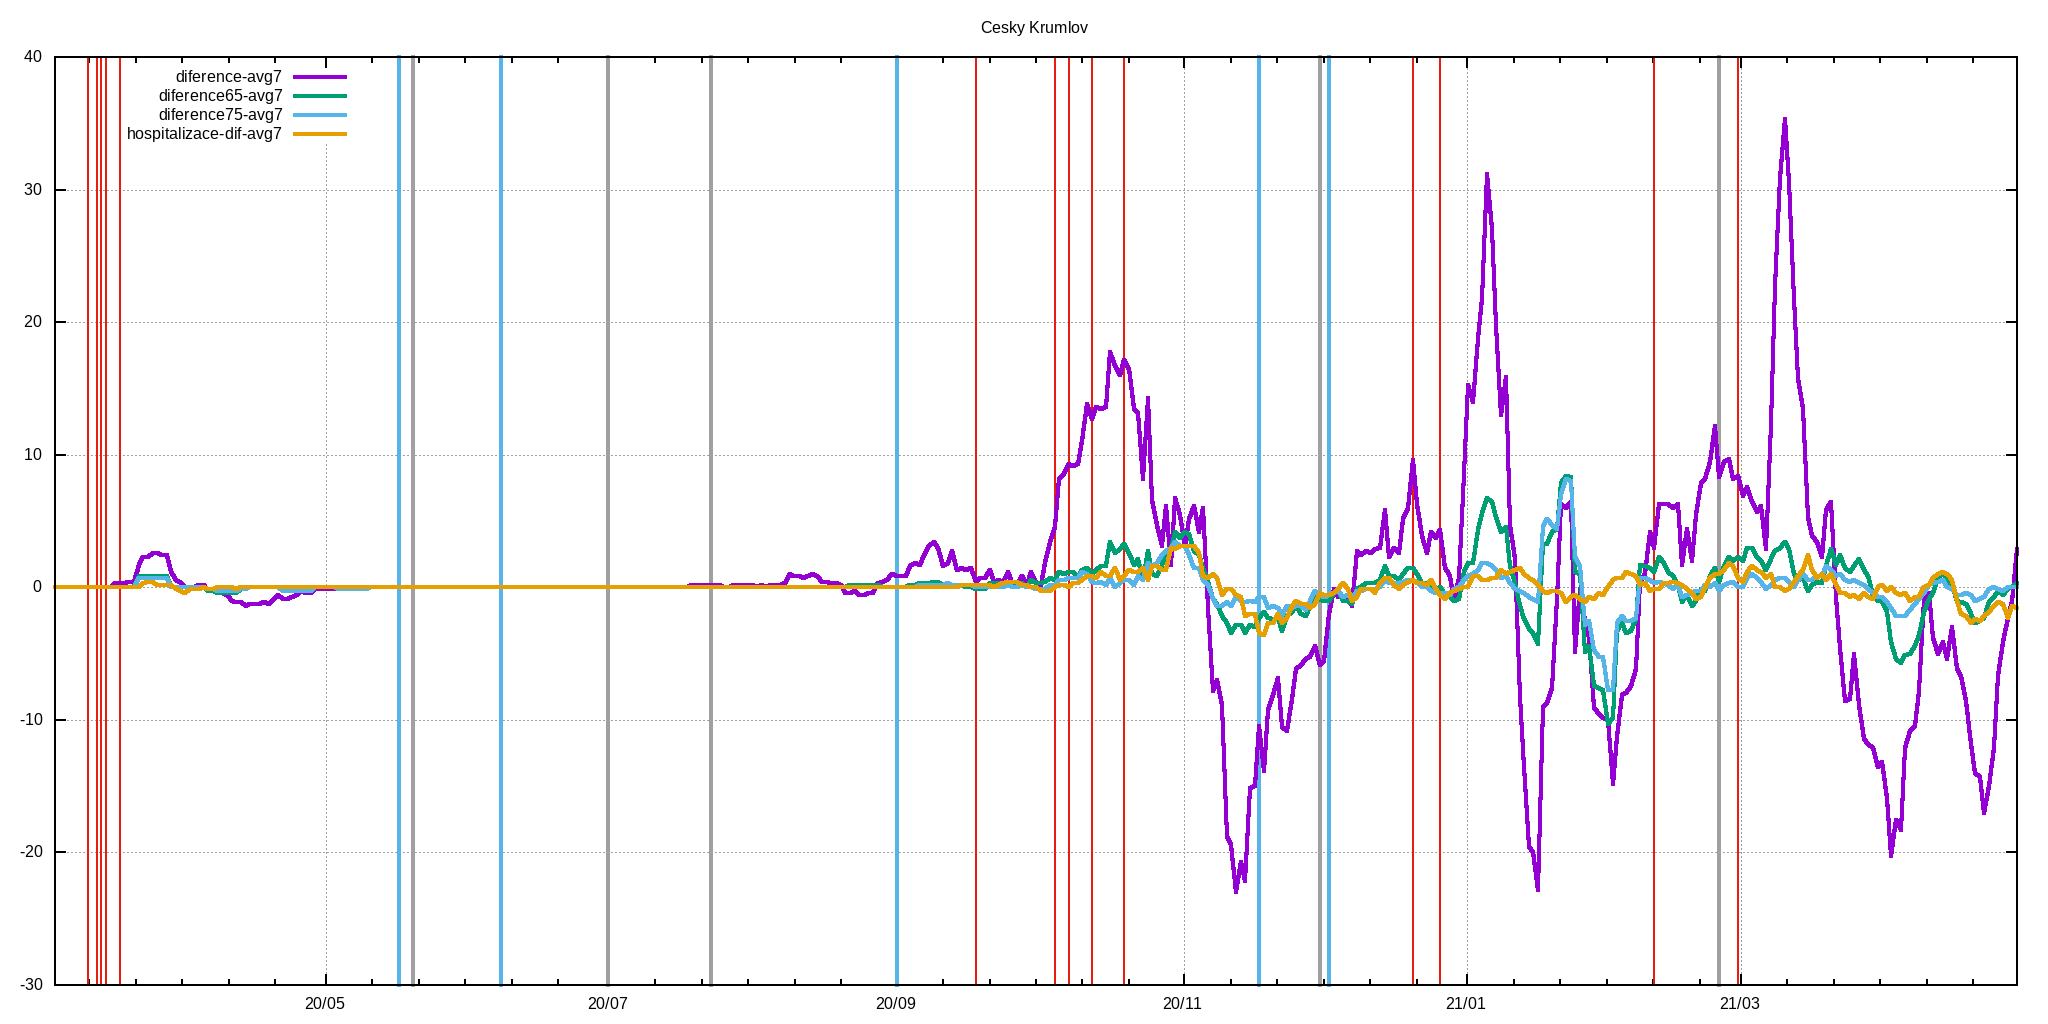 Cesky Krumlov
40
diference-avg7
diference65-avg7
diference75-avg7
hospitalizace-dif-avg7
30
20
10
0
-10
-20
-30
20/05 20/07 20/09 20/11 21/01 21/03